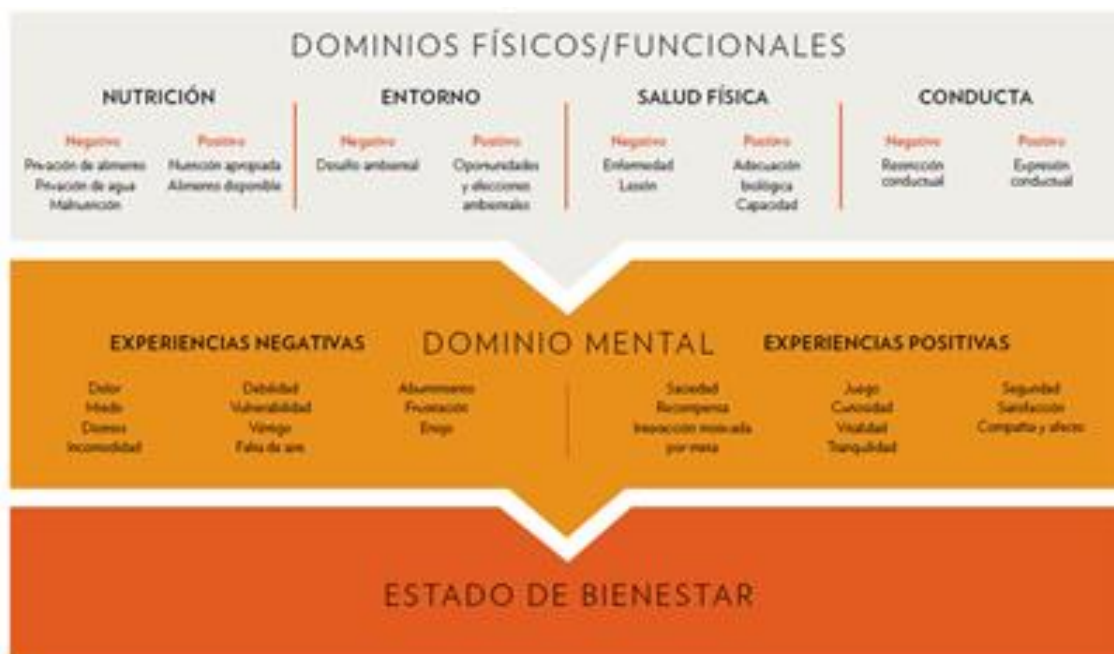 DOMINIOS FÍSICOS/FUNCIONALES
NUTRICIÓN
Negativo
Privación de alimento
Privación de agua
Malnutrición
Positivo
Nutrición apropiada
Alimento disponible
ENTORNO
Negativo
Desafío ambiental
Positivo
Oportunidades
y elecciones
ambientales
SALUD FÍSICA
Negativo
Enfermedad
Lesión
Positivo
Adecuación
biológica
Capacidad
CONDUCTA
Negativo
Restricción
conductual
Positivo
Expresión
conductual
DOMINIO MENTAL
EXPERIENCIAS NEGATIVAS
Dolor
Miedo
Distress
Incomodidad
Debilidad
Vulnerabilidad
Vértigo
Falta de aire
Aburrimiento
Frustración
Enojo
EXPERIENCIAS POSITIVAS
Saciedad
Recompensa
Interacción motivada
por meta
Juego
Curiosidad
Vitalidad
Tranquilidad
Seguridad
Satisfacción
Compañía y afecto
ESTADO DE BIENESTAR